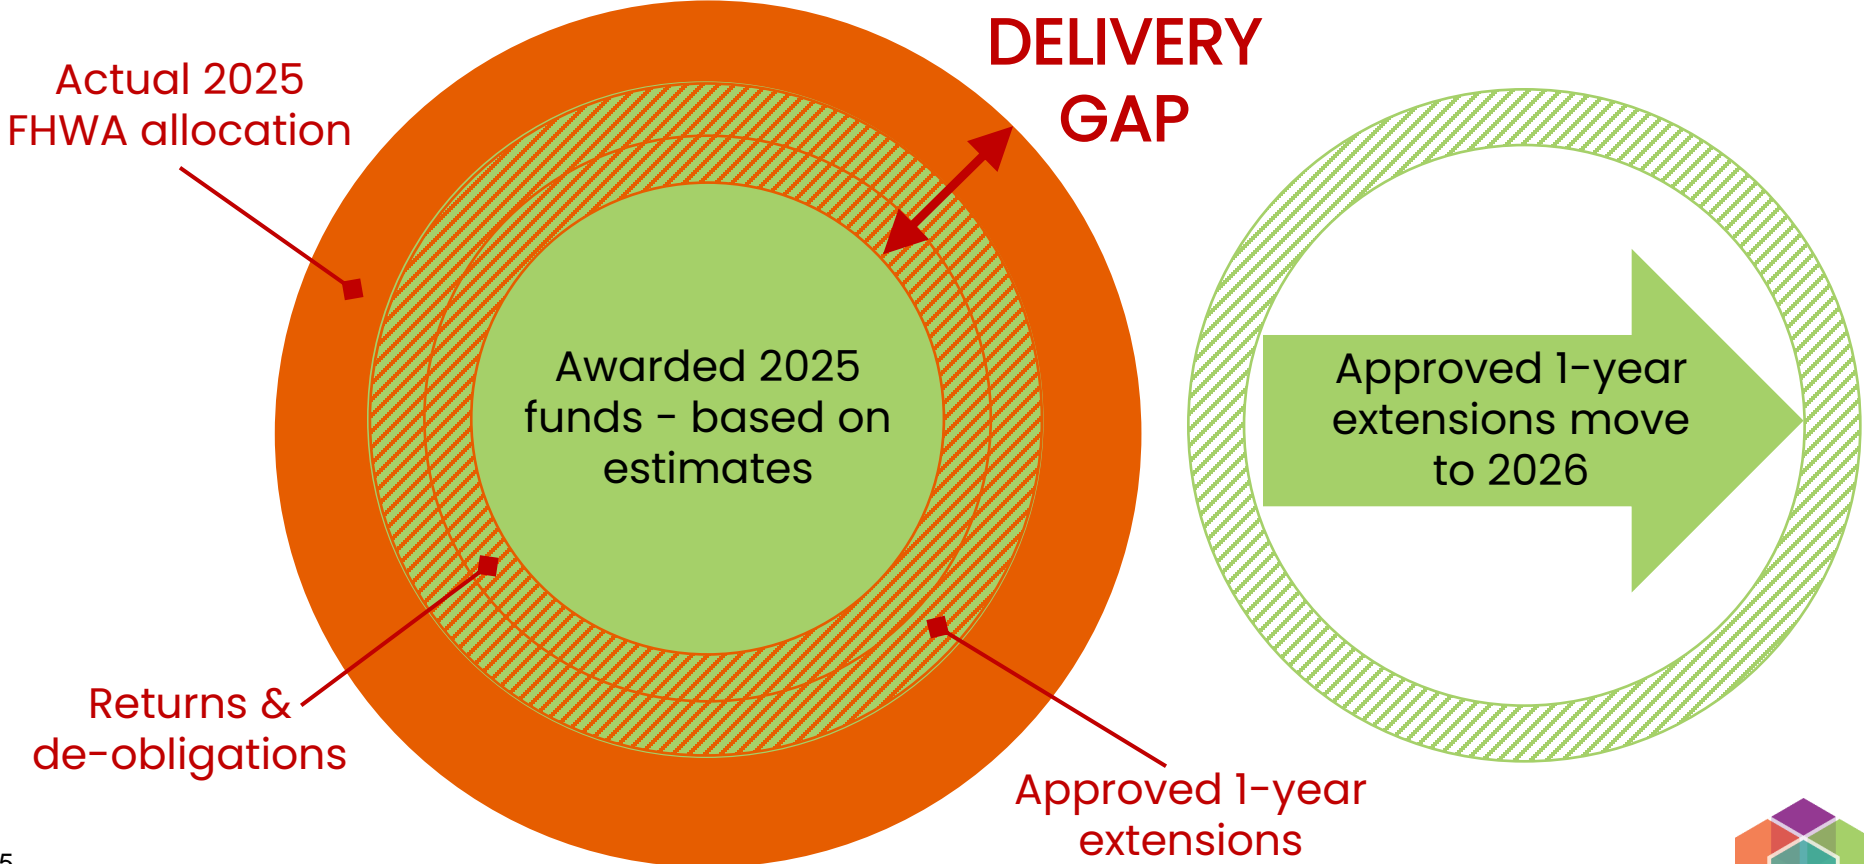 DELIVERY
GAP
Actual 2025
FHWA allocation
Awarded 2025
funds - based on
estimates
Approved 1-year
extensions move
to 2026
Returns &
de-obligations
Approved 1-year
extensions
5